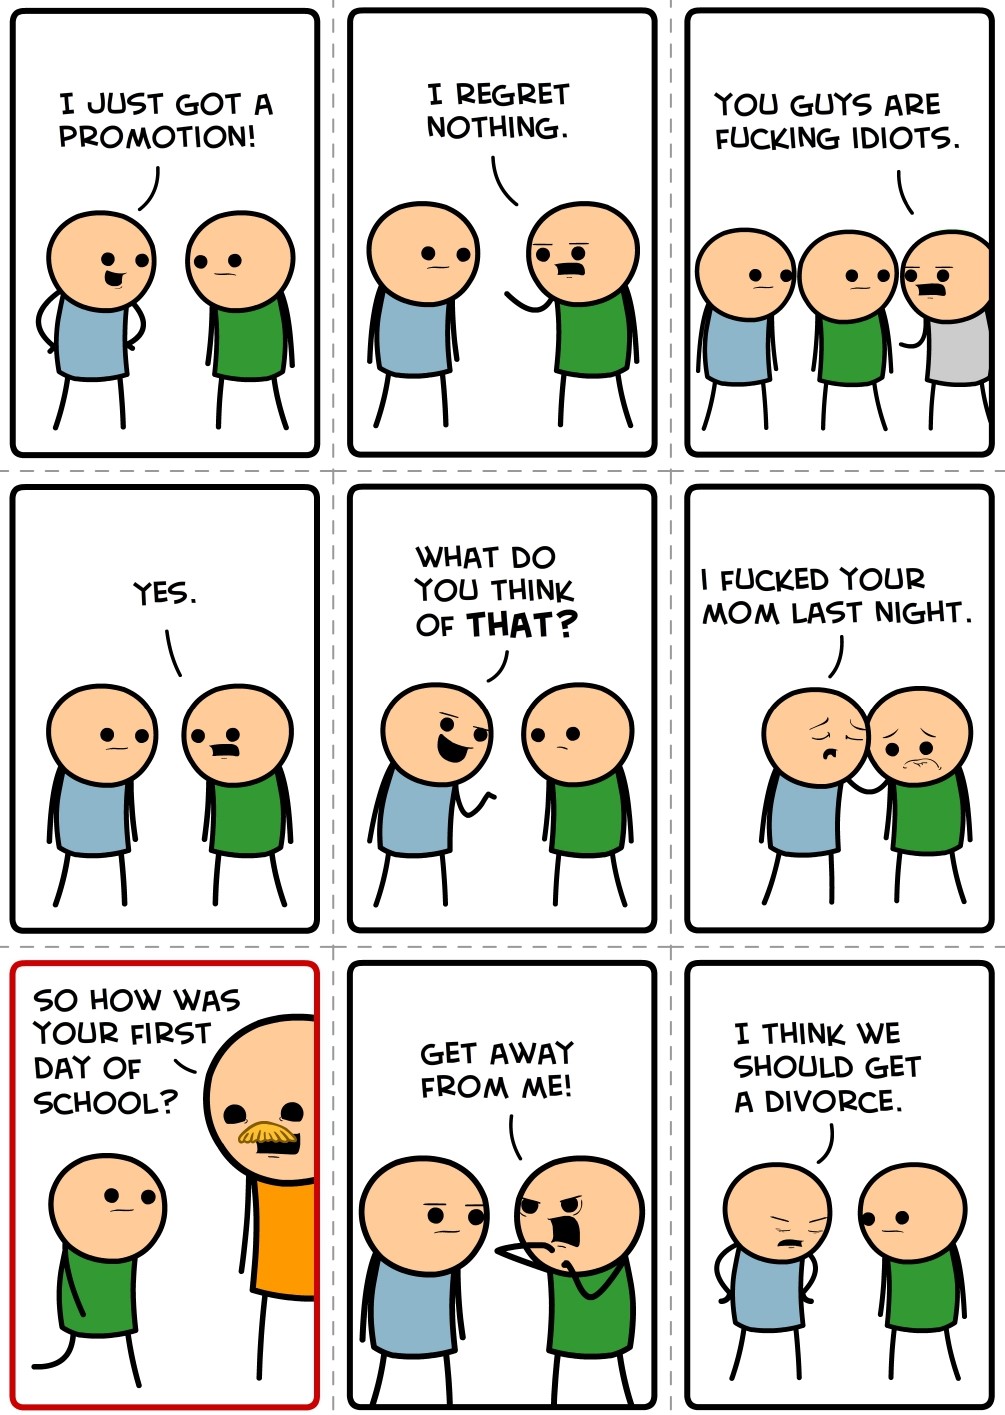 I JUST GOT A
PROMOTION!
I REGRET
NOTHING.
YOU GUYS ARE
FUCKING IDIOTS.
YES.
WHAT DO
YOU THINK
OF THAT?
I FUCKED YOUR
MOM LAST NIGHT.
SO HOW WAS
YOUR FIRST
DAY OF
SCHOOL?
GET AWAY
FROM ME!
I THINK WE
SHOULD GET
A DIVORCE.